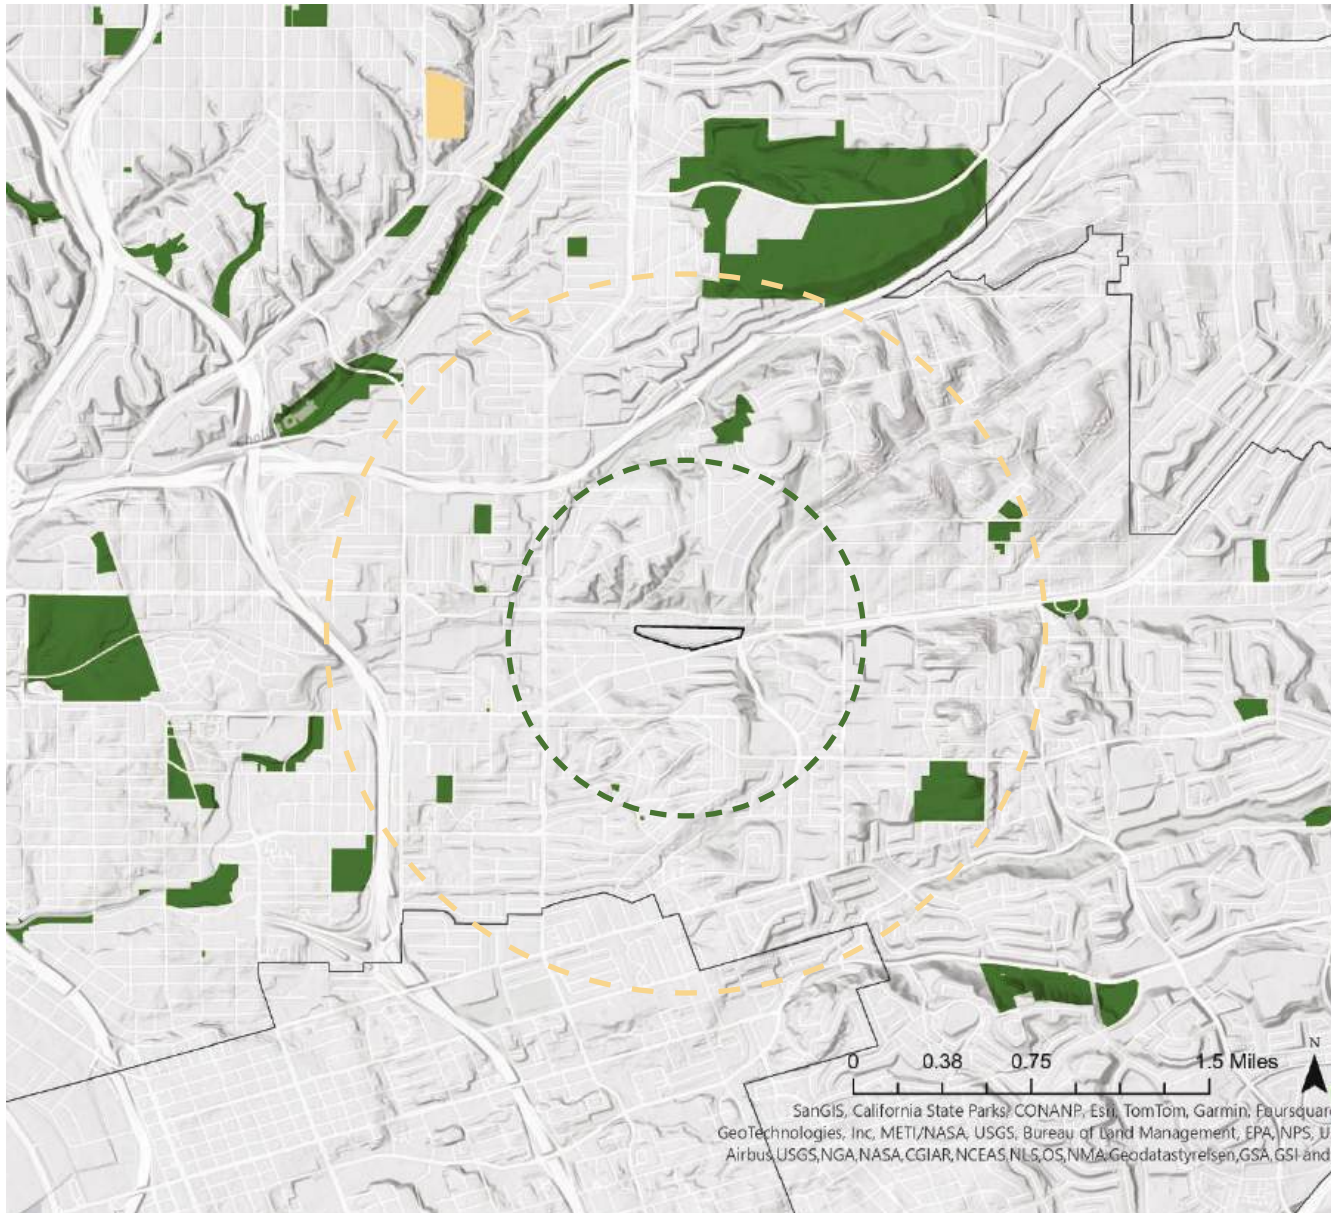 N
0 0.38 0.75 1.5 Miles
SanGIS, California State Parks, CONANP, Esri, TomTom, Garmin, Foursquare
GeoTechnologies, Inc, METI/NASA, USGS, Bureau of Land Management, EPA, NPS, U
Airbus,USGS,NGA,NASA,CGIAR,NCEAS,NLS,OS,NMA,Geodatastyrelsen,GSA,GSI and